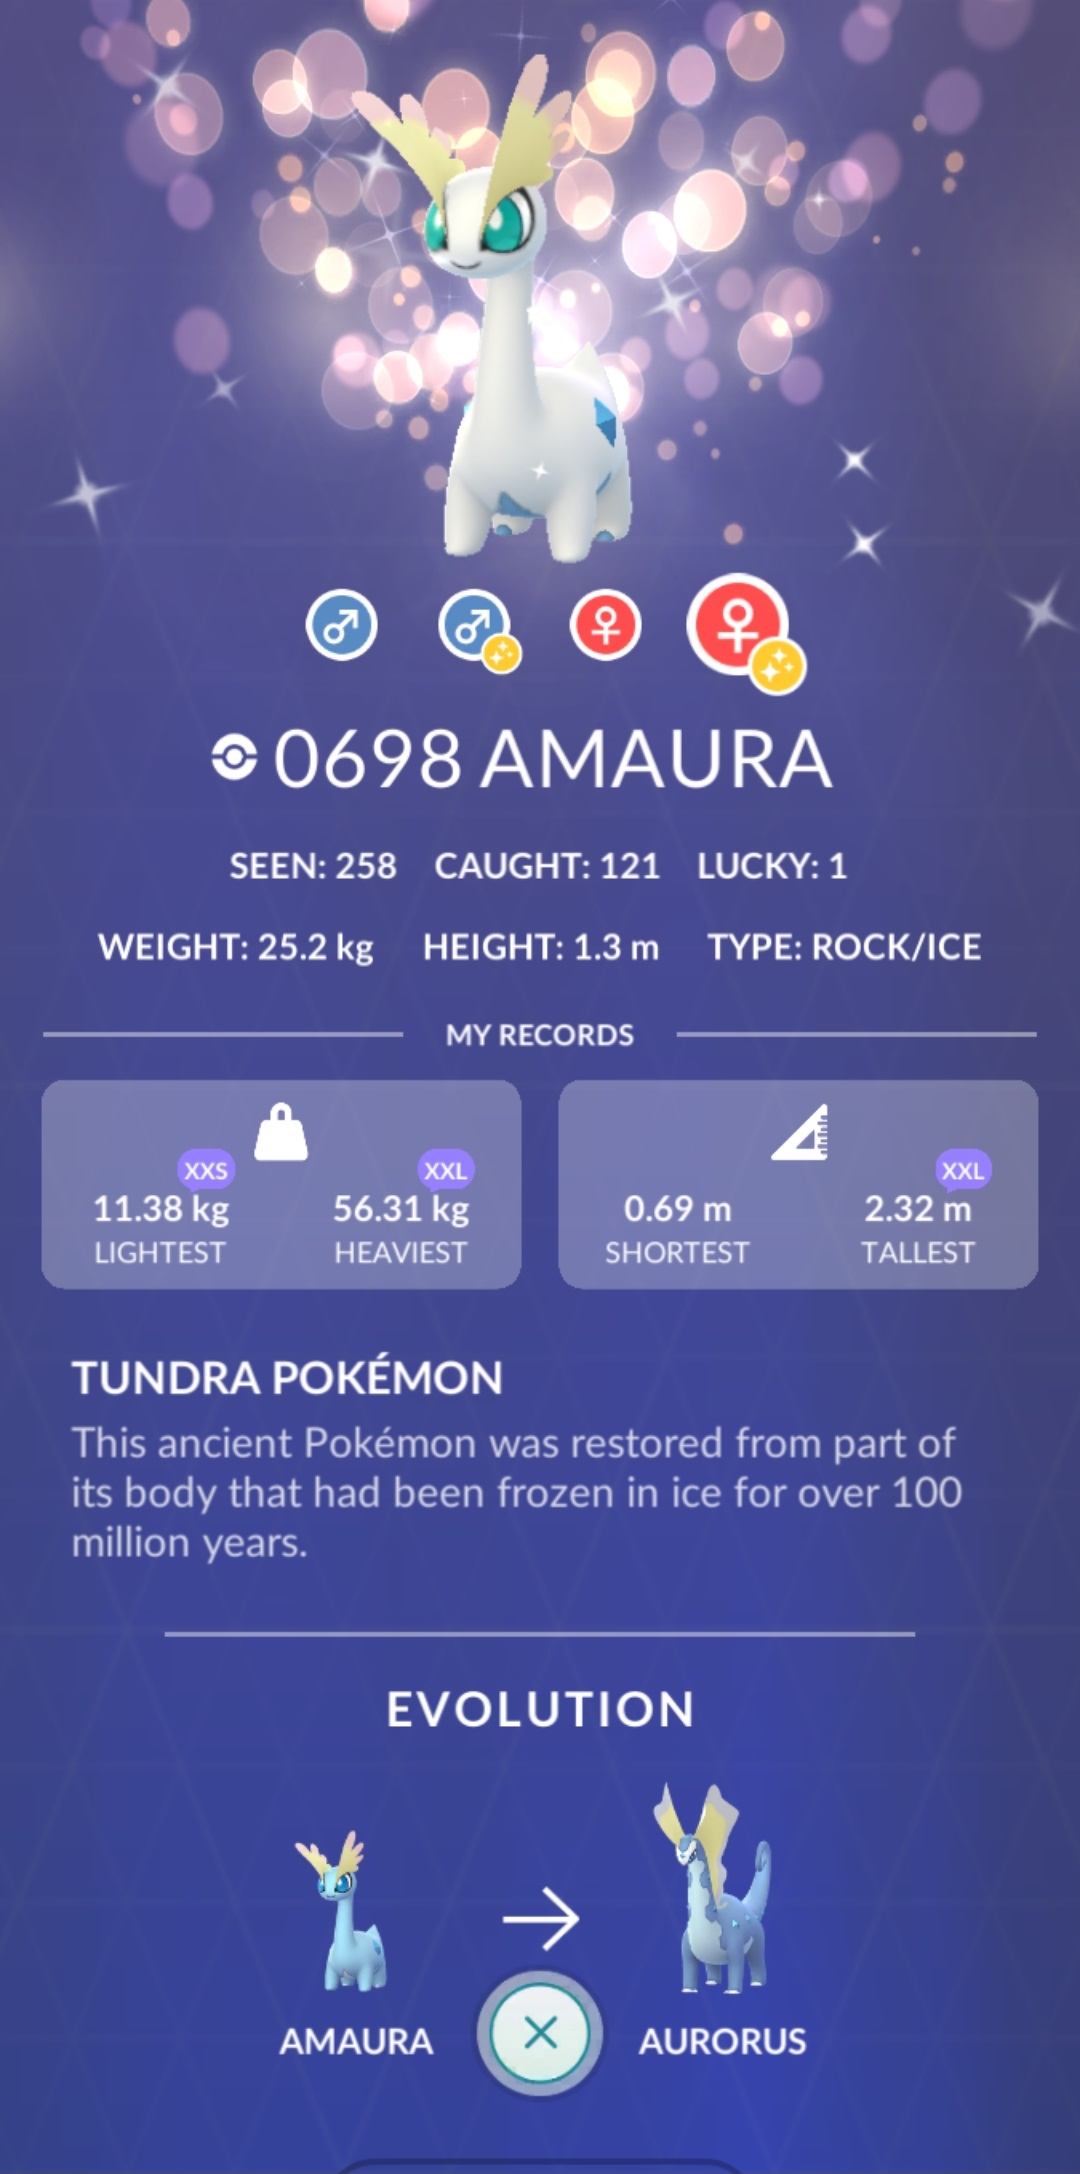 0698 AMAURA
SEEN: 258 CAUGHT: 121 LUCKY: 1
WEIGHT: 25.2 kg HEIGHT: 1.3 m TYPE: ROCK/ICE
MY RECORDS
XXS XXL XXL
11.38 kg 56.31 kg 0.69 m 2.32 m
LIGHTEST HEAVIEST SHORTEST TALLEST
TUNDRA POKÉMON
This ancient Pokémon was restored from part of
its body that had been frozen in ice for over 100
million years.
EVOLUTION
AMAURA AURORUS